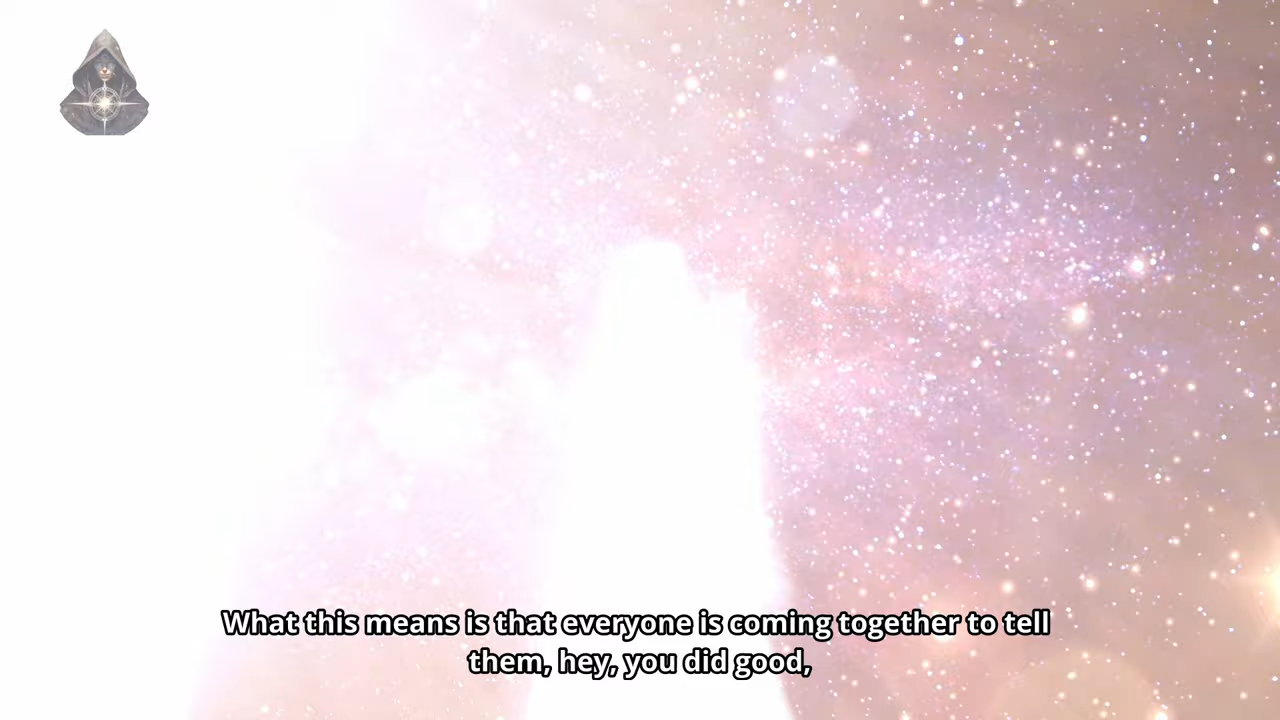 What this means is that everyone is coming together to tell
them, hey, you did good,